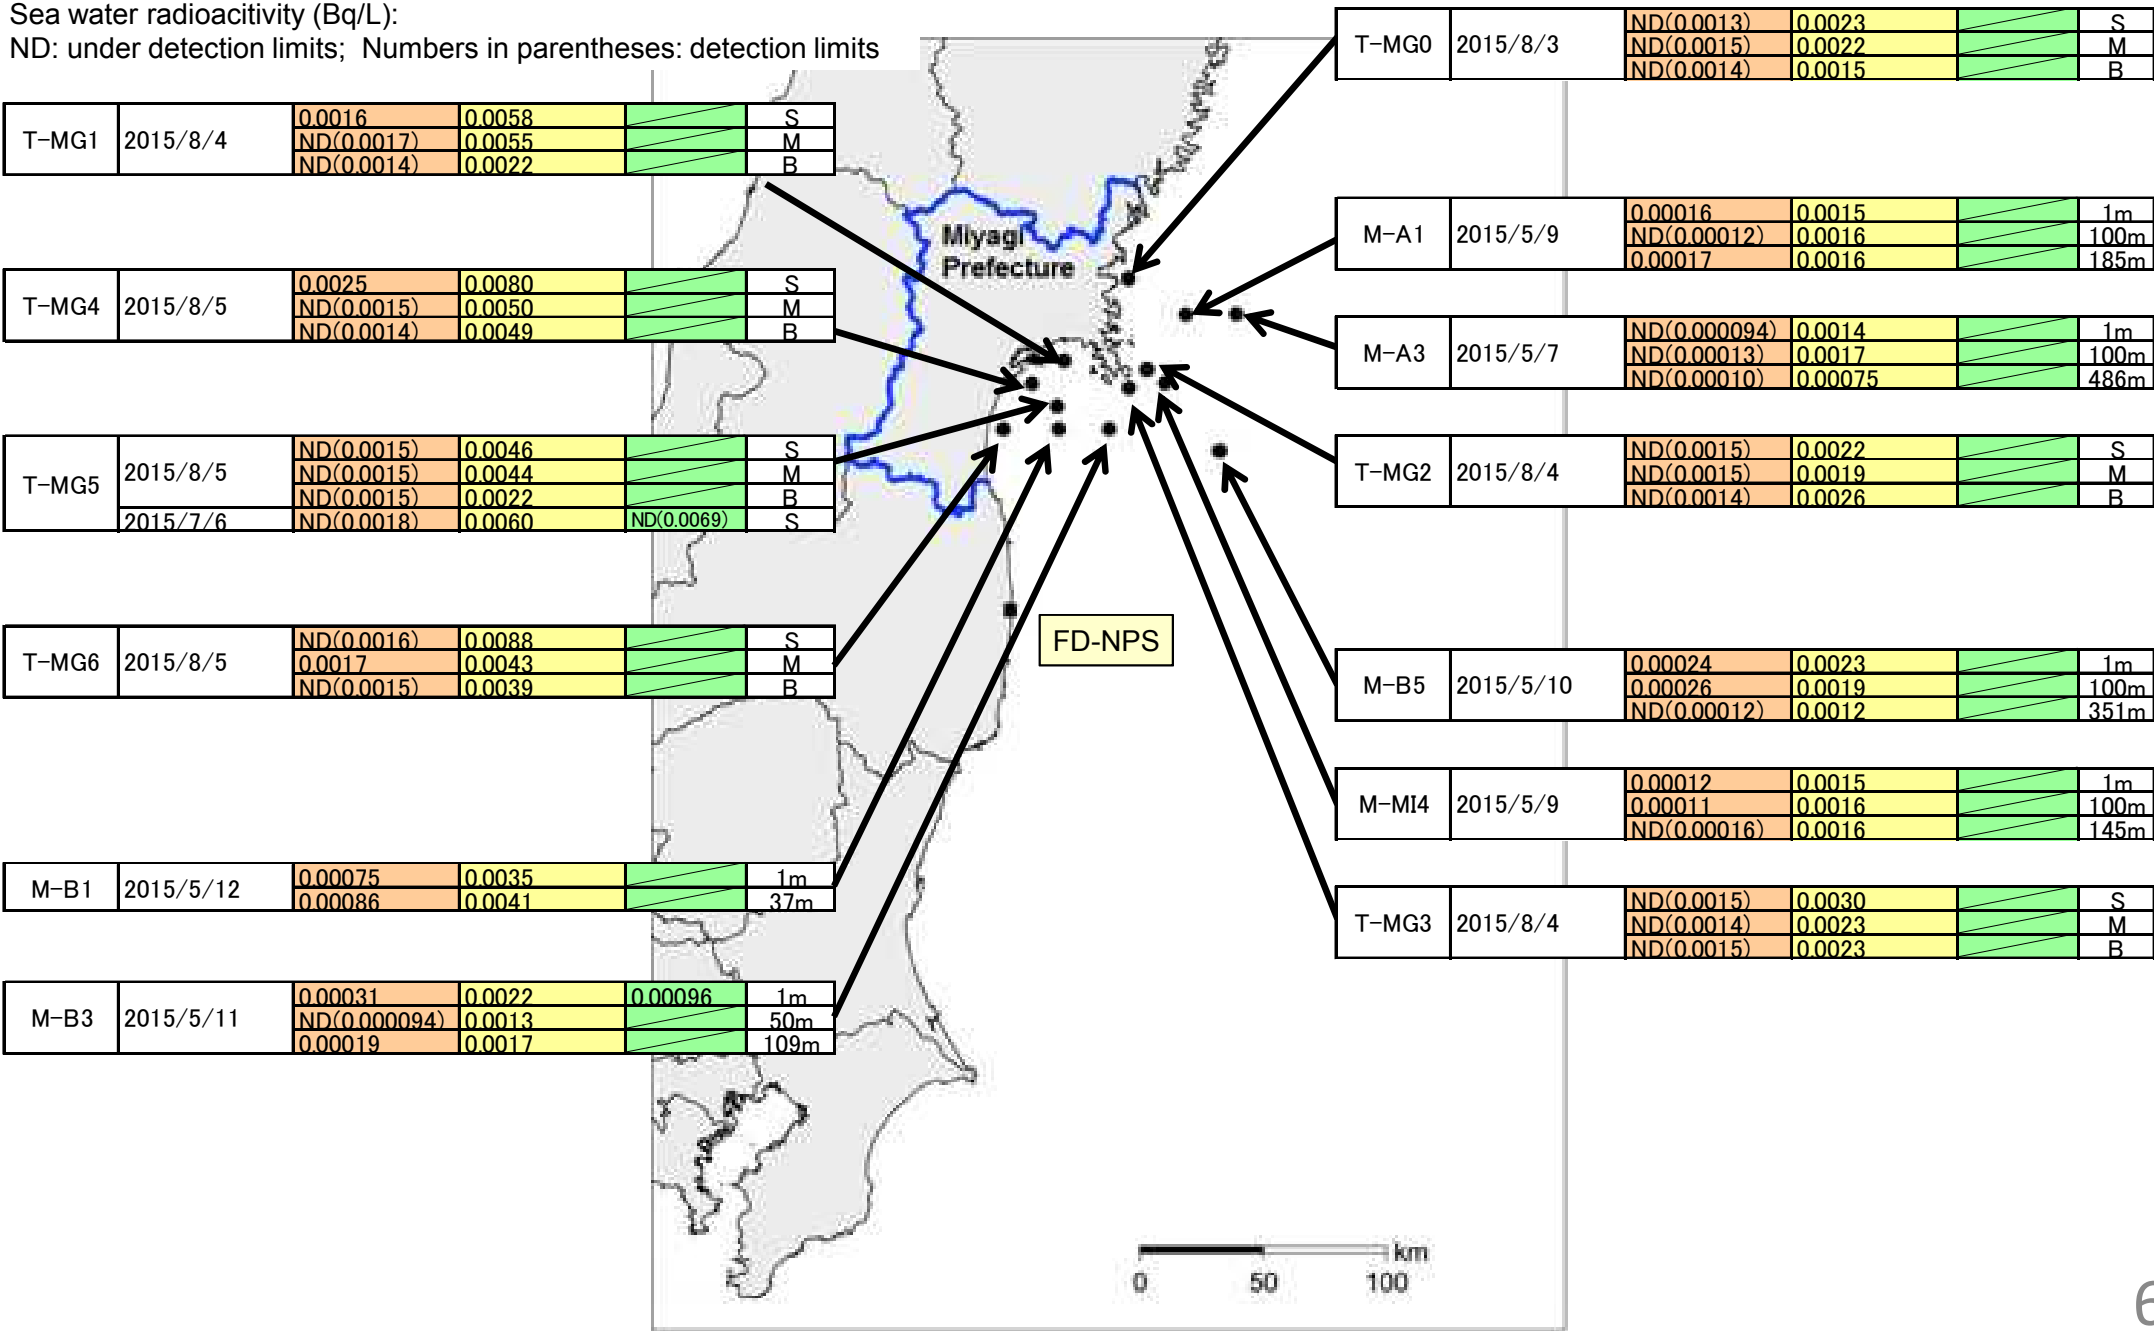 Sea water radioacitivity (Bq/L):
ND: under detection limits; Numbers in parentheses: detection limits
T-MG1 2015/8/4
0.0016 0.0058 S
ND(0.0017) 0.0055 M
ND(0.0014) 0.0022 B
T-MG4 2015/8/5
0.0025 0.0080 S
ND(0.0015) 0.0050 M
ND(0.0014) 0.0049 B
T-MG5 2015/8/5
ND(0.0015) 0.0046 S
ND(0.0015) 0.0044 M
ND(0.0015) 0.0022 B
2015/7/6 ND(0.0018) 0.0060 ND(0.0069) S
T-MG6 2015/8/5
ND(0.0016) 0.0088 S
0.0017 0.0043 M
ND(0.0015) 0.0039 B
M-B1 2015/5/12
0.00075 0.0035 1m
0.00086 0.0041 37m
M-B3 2015/5/11
0.00031 0.0022 0.00096 1m
ND(0.000094) 0.0013 50m
0.00019 0.0017 109m
Miyagi
Prefecture
FD-NPS
km
0 50 100
T-MG0 2015/8/3
ND(0.0013) 0.0023 S
ND(0.0015) 0.0022 M
ND(0.0014) 0.0015 B
M-A1 2015/5/9
0.00016 0.0015 1m
ND(0.00012) 0.0016 100m
0.00017 0.0016 185m
M-A3 2015/5/7
ND(0.000094) 0.0014 1m
ND(0.00013) 0.0017 100m
ND(0.00010) 0.00075 486m
T-MG2 2015/8/4
ND(0.0015) 0.0022 S
ND(0.0015) 0.0019 M
ND(0.0014) 0.0026 B
M-B5 2015/5/10
0.00024 0.0023 1m
0.00026 0.0019 100m
ND(0.00012) 0.0012 351m
M-MI4 2015/5/9
0.00012 0.0015 1m
0.00011 0.0016 100m
ND(0.00016) 0.0016 145m
T-MG3 2015/8/4
ND(0.0015) 0.0030 S
ND(0.0014) 0.0023 M
ND(0.0015) 0.0023 B
6